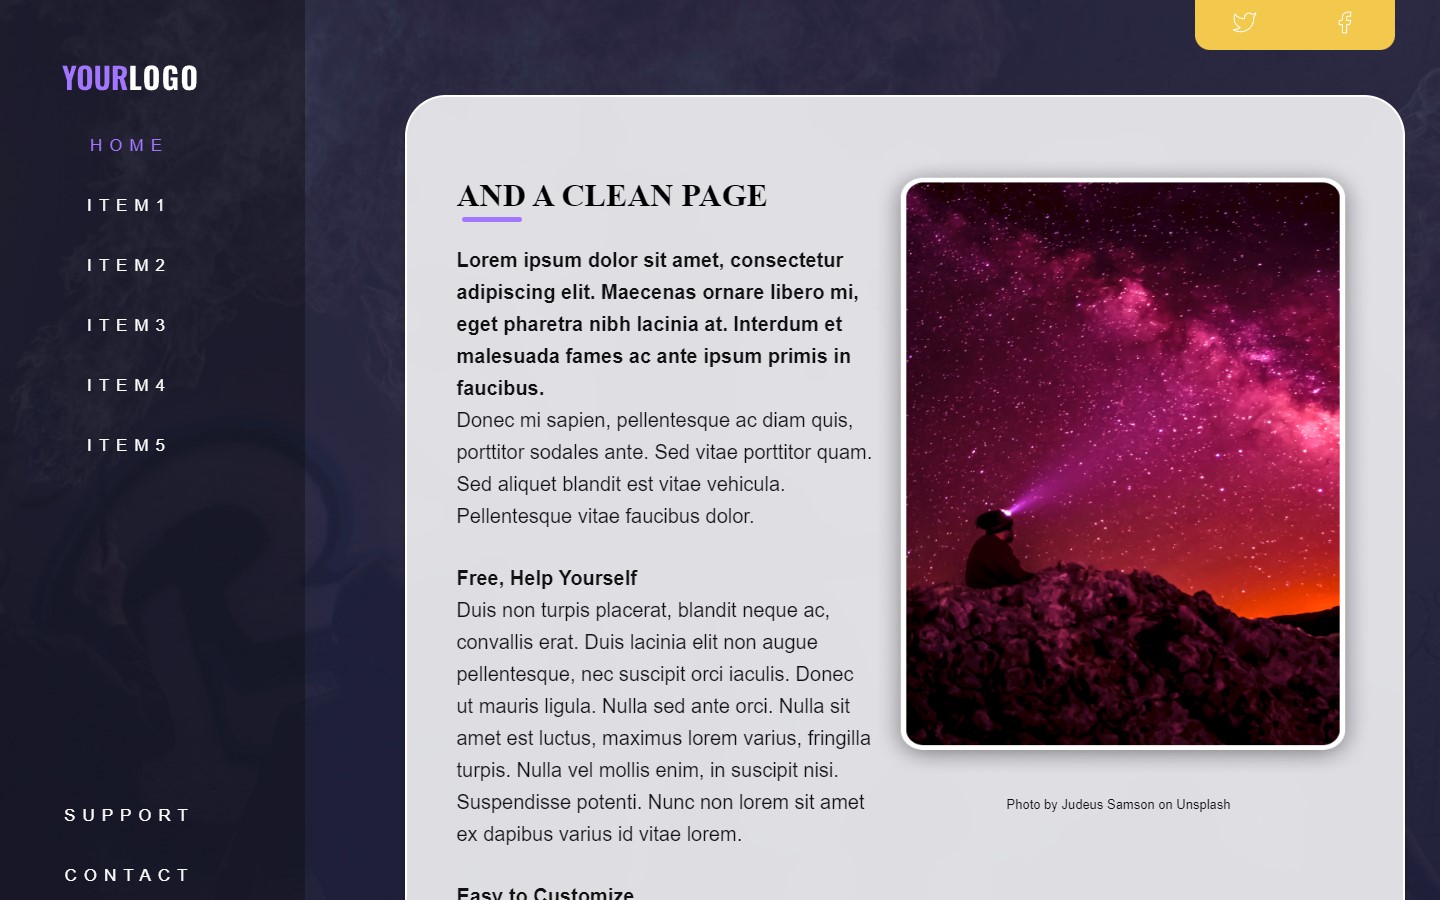 YOURLOGO
HOME
ITEM1
ITEM2
ITEM3
ITEM4
ITEM5
SUPPORT
CONTACT
AND A CLEAN PAGE
Lorem ipsum dolor sit amet, consectetur
adipiscing elit. Maecenas ornare libero mi,
eget pharetra nibh lacinia at. Interdum et
malesuada fames ac ante ipsum primis in
faucibus.
Donec mi sapien, pellentesque ac diam quis,
porttitor sodales ante. Sed vitae porttitor quam.
Sed aliquet blandit est vitae vehicula.
Pellentesque vitae faucibus dolor.
Free, Help Yourself
Duis non turpis placerat, blandit neque ac,
convallis erat. Duis lacinia elit non augue
pellentesque, nec suscipit orci iaculis. Donec
ut mauris ligula. Nulla sed ante orci. Nulla sit
amet est luctus, maximus lorem varius, fringilla
turpis. Nulla vel mollis enim, in suscipit nisi.
Suspendisse potenti. Nunc non lorem sit amet
ex dapibus varius id vitae lorem.
Easy to Customize
Photo by Judeus Samson on Unsplash